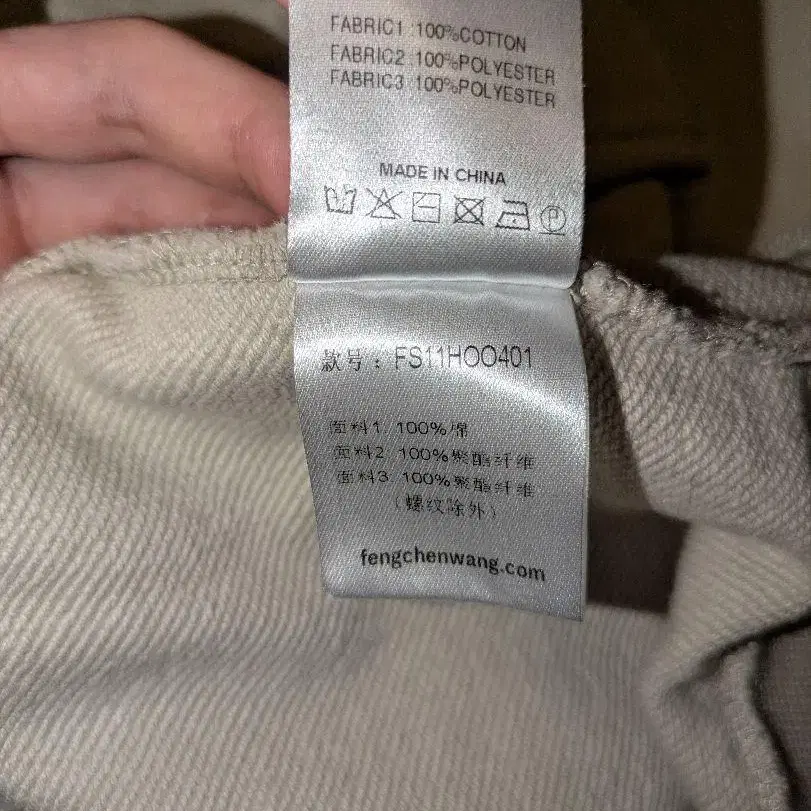 FABRIC1 :100%COTTON
FABRIC2 :100%POLYESTER
FABRIC3 :100%POLYESTER
MADE IN CHINA
P
款号：FS11HOO401
面料1. 100%棉
面料2. 100%聚酯纤维
面料3. 100%聚酯纤维
（螺纹除外）
fengchenwang.com